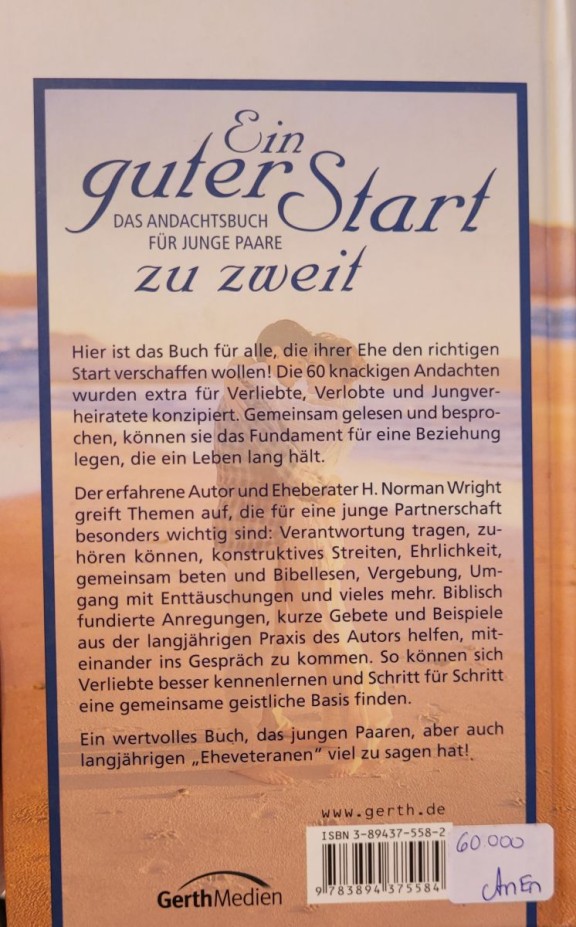 Ein
guter Start
DAS ANDACHTSBUCH
FÜR JUNGE PAARE
zu zweit
Hier ist das Buch für alle, die ihrer Ehe den richtigen
Start verschaffen wollen! Die 60 knackigen Andachten
wurden extra für Verliebte, Verlobte und Jungver-
heiratete konzipiert. Gemeinsam gelesen und bespro-
chen, können sie das Fundament für eine Beziehung
legen, die ein Leben lang hält.
Der erfahrene Autor und Eheberater H. Norman Wright
greift Themen auf, die für eine junge Partnerschaft
besonders wichtig sind: Verantwortung tragen, zu-
hören können, konstruktives Streiten, Ehrlichkeit,
gemeinsam beten und Bibellesen, Vergebung, Um-
gang mit Enttäuschungen und vieles mehr. Biblisch
fundierte Anregungen, kurze Gebete und Beispiele
aus der langjährigen Praxis des Autors helfen, mit-
einander ins Gespräch zu kommen. So können sich
Verliebte besser kennenlernen und Schritt für Schritt
eine gemeinsame geistliche Basis finden.
Ein wertvolles Buch, das jungen Paaren, aber auch
langjährigen „Eheveteranen" viel zu sagen hat!
www.gerth.de
ISBN 3-89437-558-2
9 783894 375584
60 000
AnEn
GerthMedien